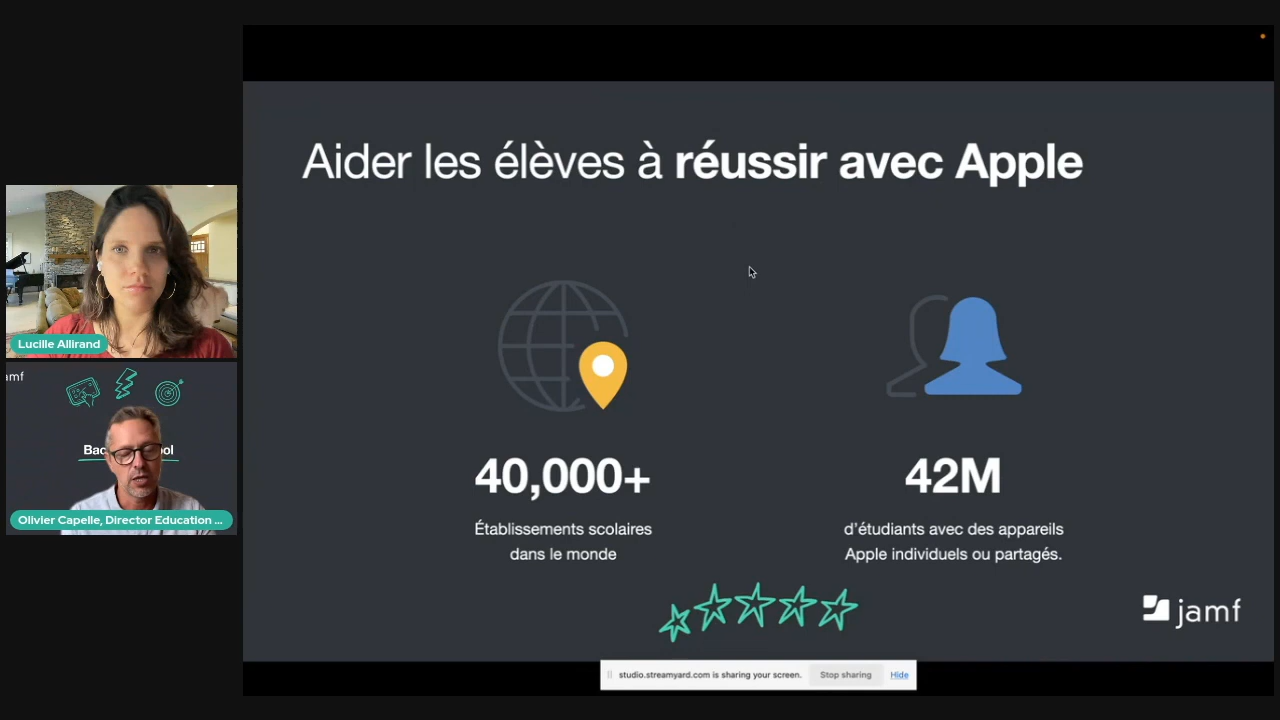 Aider les élèves à réussir avec Apple
40,000+
Établissements scolaires
dans le monde
42M
d'étudiants avec des appareils
Apple individuels ou partagés.
jamf
Lucille Allirand
amf
Olivier Capelle, Director Education ...
studio.streamyard.com is sharing your screen.
Stop sharing
Hide